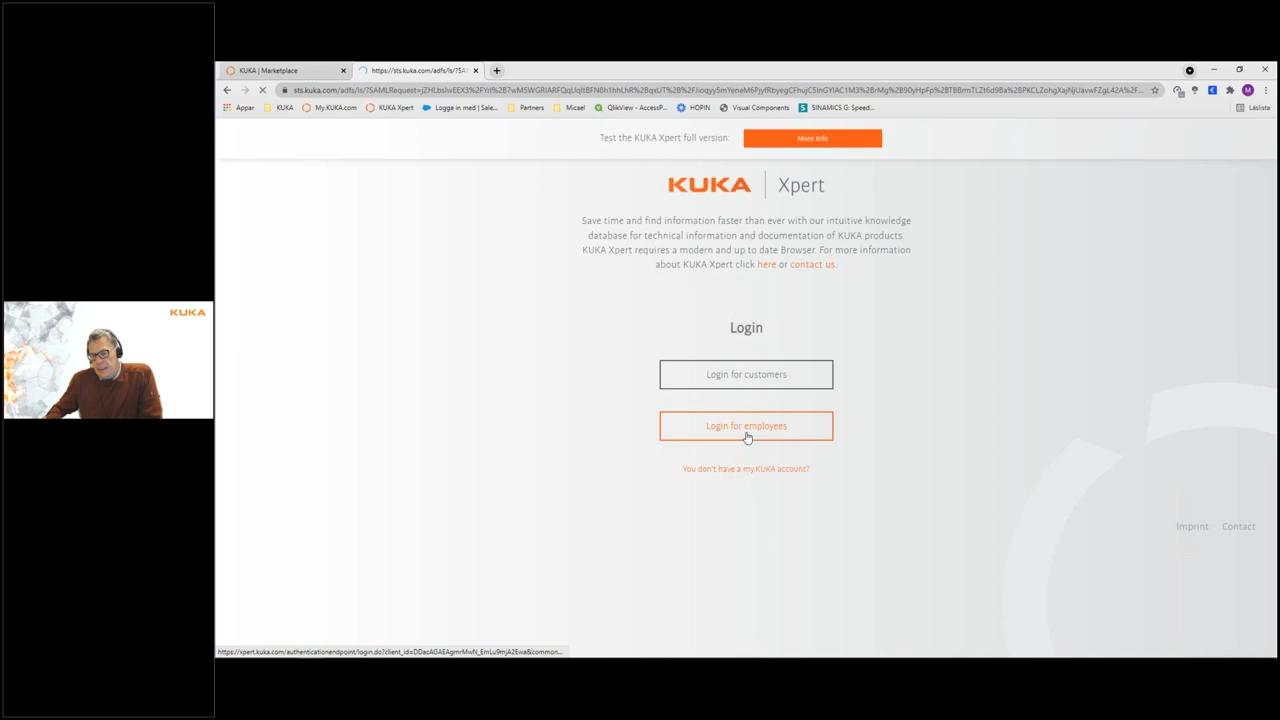 KUKA | Marketplace
https://sts.kuka.com/adfs/ls/?SA
Appar
KUKA
My.KUKA.com
KUKA Xpert
Logga in med | Sale...
Partners
Micael
QlikView - AccessP...
HOPIN
Visual Components
SINAMICS G: Speed...
Läslista
Test the KUKA Xpert full version:
More Info
KUKA | Xpert
Save time and find information faster than ever with our intuitive knowledge
database for technical information and documentation of KUKA products.
KUKA Xpert requires a modern and up to date Browser. For more information
about KUKA Xpert click here or contact us.
KUKA
Login
Login for customers
Login for employees
You don't have a my.KUKA account?
Imprint
Contact